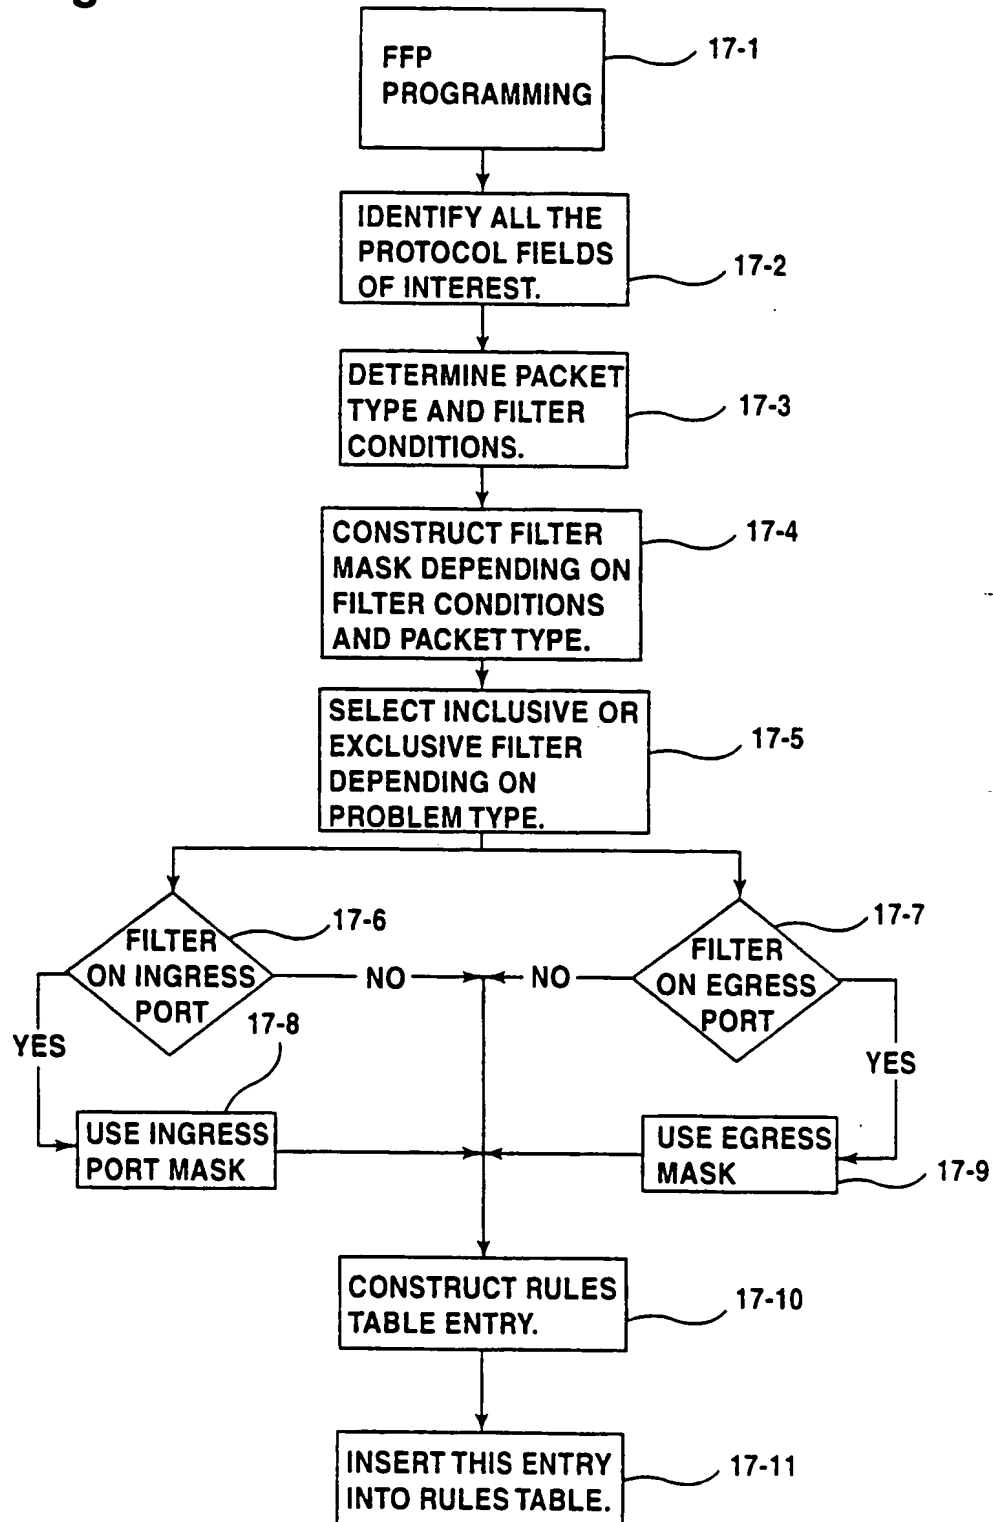 FFP
PROGRAMMING
17-1
IDENTIFY ALL THE
PROTOCOL FIELDS
OF INTEREST.
17-2
DETERMINE PACKET
TYPE AND FILTER
CONDITIONS.
17-3
CONSTRUCT FILTER
MASK DEPENDING ON
FILTER CONDITIONS
AND PACKET TYPE.
17-4
SELECT INCLUSIVE OR
EXCLUSIVE FILTER
DEPENDING ON
PROBLEM TYPE.
17-5
FILTER
ON INGRESS
PORT
17-6
NO
YES
NO
FILTER
ON EGRESS
PORT
17-7
YES
17-8
USE INGRESS
PORT MASK
USE EGRESS
MASK
17-9
CONSTRUCT RULES
TABLE ENTRY.
17-10
INSERT THIS ENTRY
INTO RULES TABLE.
17-11